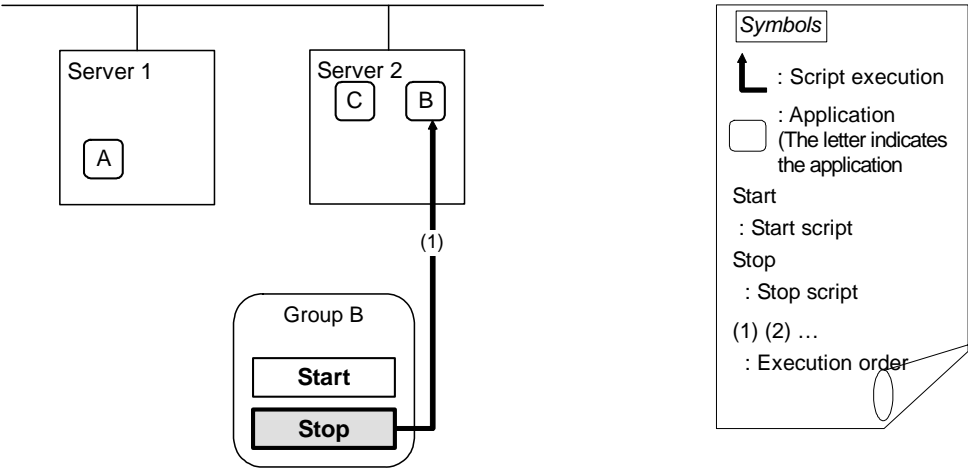 Server 1
Server 2
C
B
A
(1)
Group B
Start
Stop
Symbols
: Script execution
: Application
(The letter indicates
the application
Start
: Start script
Stop
: Stop script
(1) (2) …
: Execution order